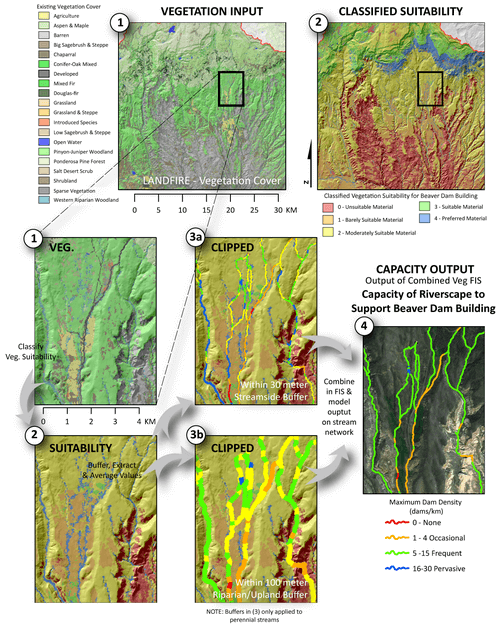 VEGETATION INPUT
CLASSIFIED SUITABILITY
Existing Vegetation Cover
Agriculture
Aspen & Maple
Barren
Big Sagebrush & Steppe
Chaparral
Conifer-Oak Mixed
Developed
Mixed Fir
Douglas-fir
Grassland
Grassland & Steppe
Introduced Species
Low Sagebrush & Steppe
Open Water
Pinyon-Juniper Woodland
Ponderosa Pine Forest
Salt Desert Scrub
Shrubland
Sparse Vegetation
Western Riparian Woodland
1
LANDFIRE - Vegetation Cover
0 5 10 15 20 25 30 KM
2
z
Classified Vegetation Suitability for Beaver Dam Building
0 - Unsuitable Material
1 - Barely Suitable Material
2 - Moderately Suitable Material
3 - Suitable Material
4 - Preferred Material
1
VEG.
Classify
Veg. Suitability
0 1 2 3 4 KM
3a
CLIPPED
Within 30 meter
Streamside Buffer
2
SUITABILITY
Buffer, Extract
& Average Values
3b
CLIPPED
Within 100 meter
Riparian/Upland Buffer
NOTE: Buffers in (3) only applied to
perennial streams
Combine
in FIS &
model
ouptut
on stream
network
CAPACITY OUTPUT
Output of Combined Veg FIS
Capacity of Riverscape to
Support Beaver Dam Building
4
Maximum Dam Density
(dams/km)
0 - None
1 - 4 Occasional
5 -15 Frequent
16-30 Pervasive